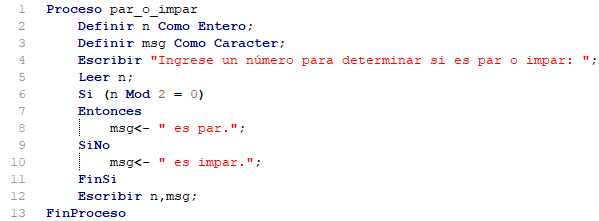 1 Proceso par_o_impar
2 Definir n Como Entero;
3 Definir msg Como Caracter;
4 Escribir "Ingrese un número para determinar si es par o impar: ";
5 Leer n;
6 Si (n Mod 2 = 0)
7 Entonces
8 msg<- " es par.";
9 SiNo
10 msg<- " es impar.";
11 FinSi
12 Escribir n,msg;
13 FinProceso